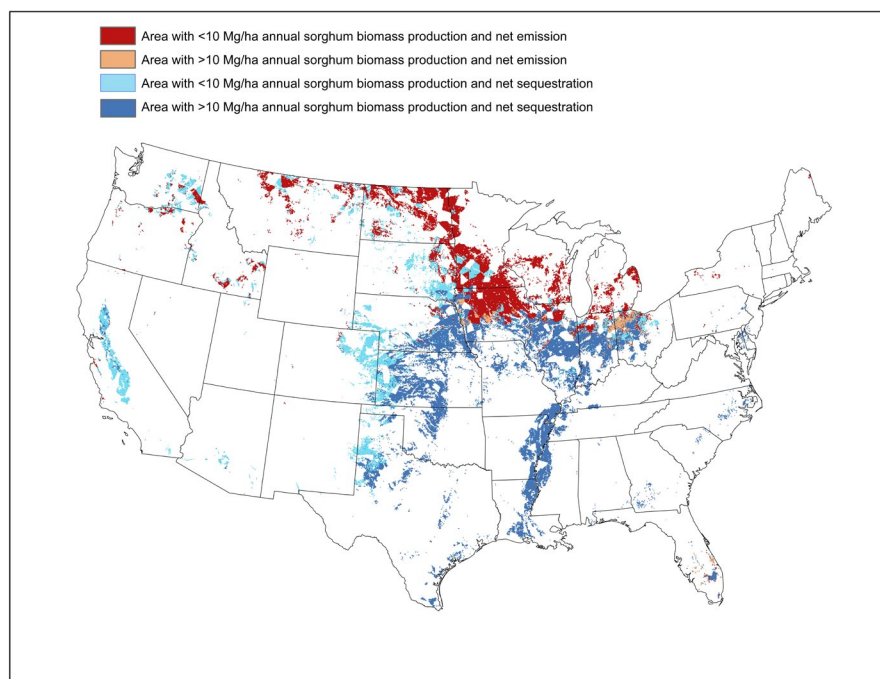 Area with <10 Mg/ha annual sorghum biomass production and net emission
Area with >10 Mg/ha annual sorghum biomass production and net emission
Area with <10 Mg/ha annual sorghum biomass production and net sequestration
Area with >10 Mg/ha annual sorghum biomass production and net sequestration